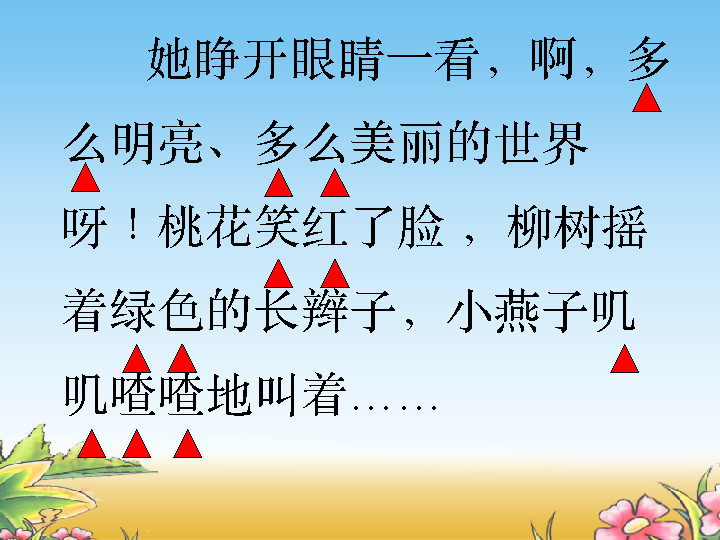 她睁开眼睛一看，啊，多
么明亮、多么美丽的世界
呀！桃花笑红了脸 ，柳树摇
着绿色的长辫子，小燕子叽
叽喳喳地叫着……